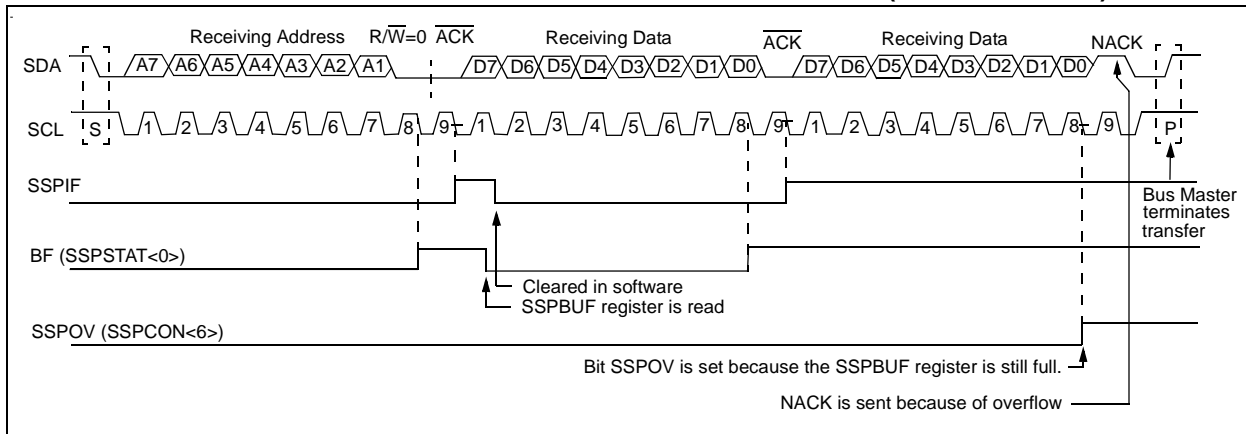 Receiving Address R/W=0 ACK Receiving Data ACK Receiving Data NACK
SDA A7 A6 A5 A4 A3 A2 A1 D7 D6 D5 D4 D3 D2 D1 D0 D7 D6 D5 D4 D3 D2 D1 D0
SCL S 1 2 3 4 5 6 7 8 9 1 2 3 4 5 6 7 8 9 1 2 3 4 5 6 7 8 9 P
SSPIF
Bus Master
terminates
transfer
BF (SSPSTAT<0>)
Cleared in software
SSPBUF register is read
SSPOV (SSPCON<6>)
Bit SSPOV is set because the SSPBUF register is still full.
NACK is sent because of overflow